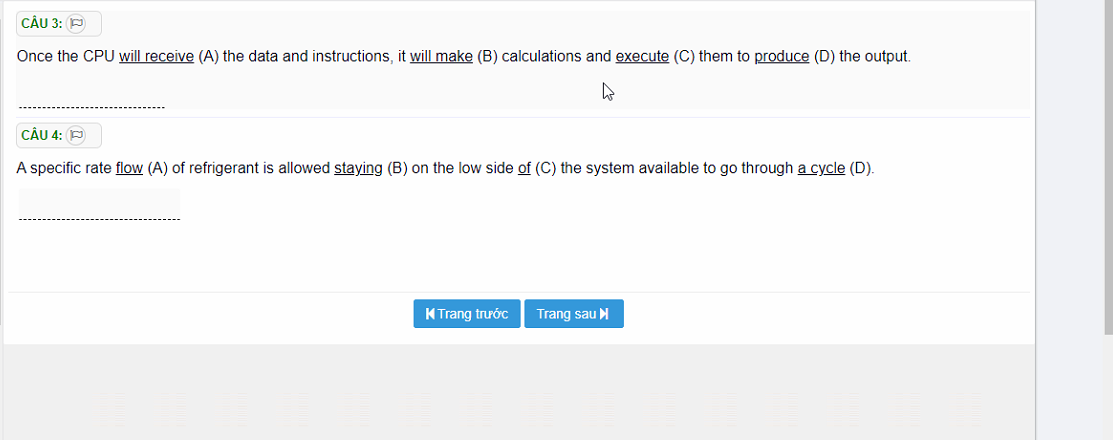 CÂU 3:
Once the CPU will receive (A) the data and instructions, it will make (B) calculations and execute (C) them to produce (D) the output.
CÂU 4:
A specific rate flow (A) of refrigerant is allowed staying (B) on the low side of (C) the system available to go through a cycle (D).
Trang trước Trang sau